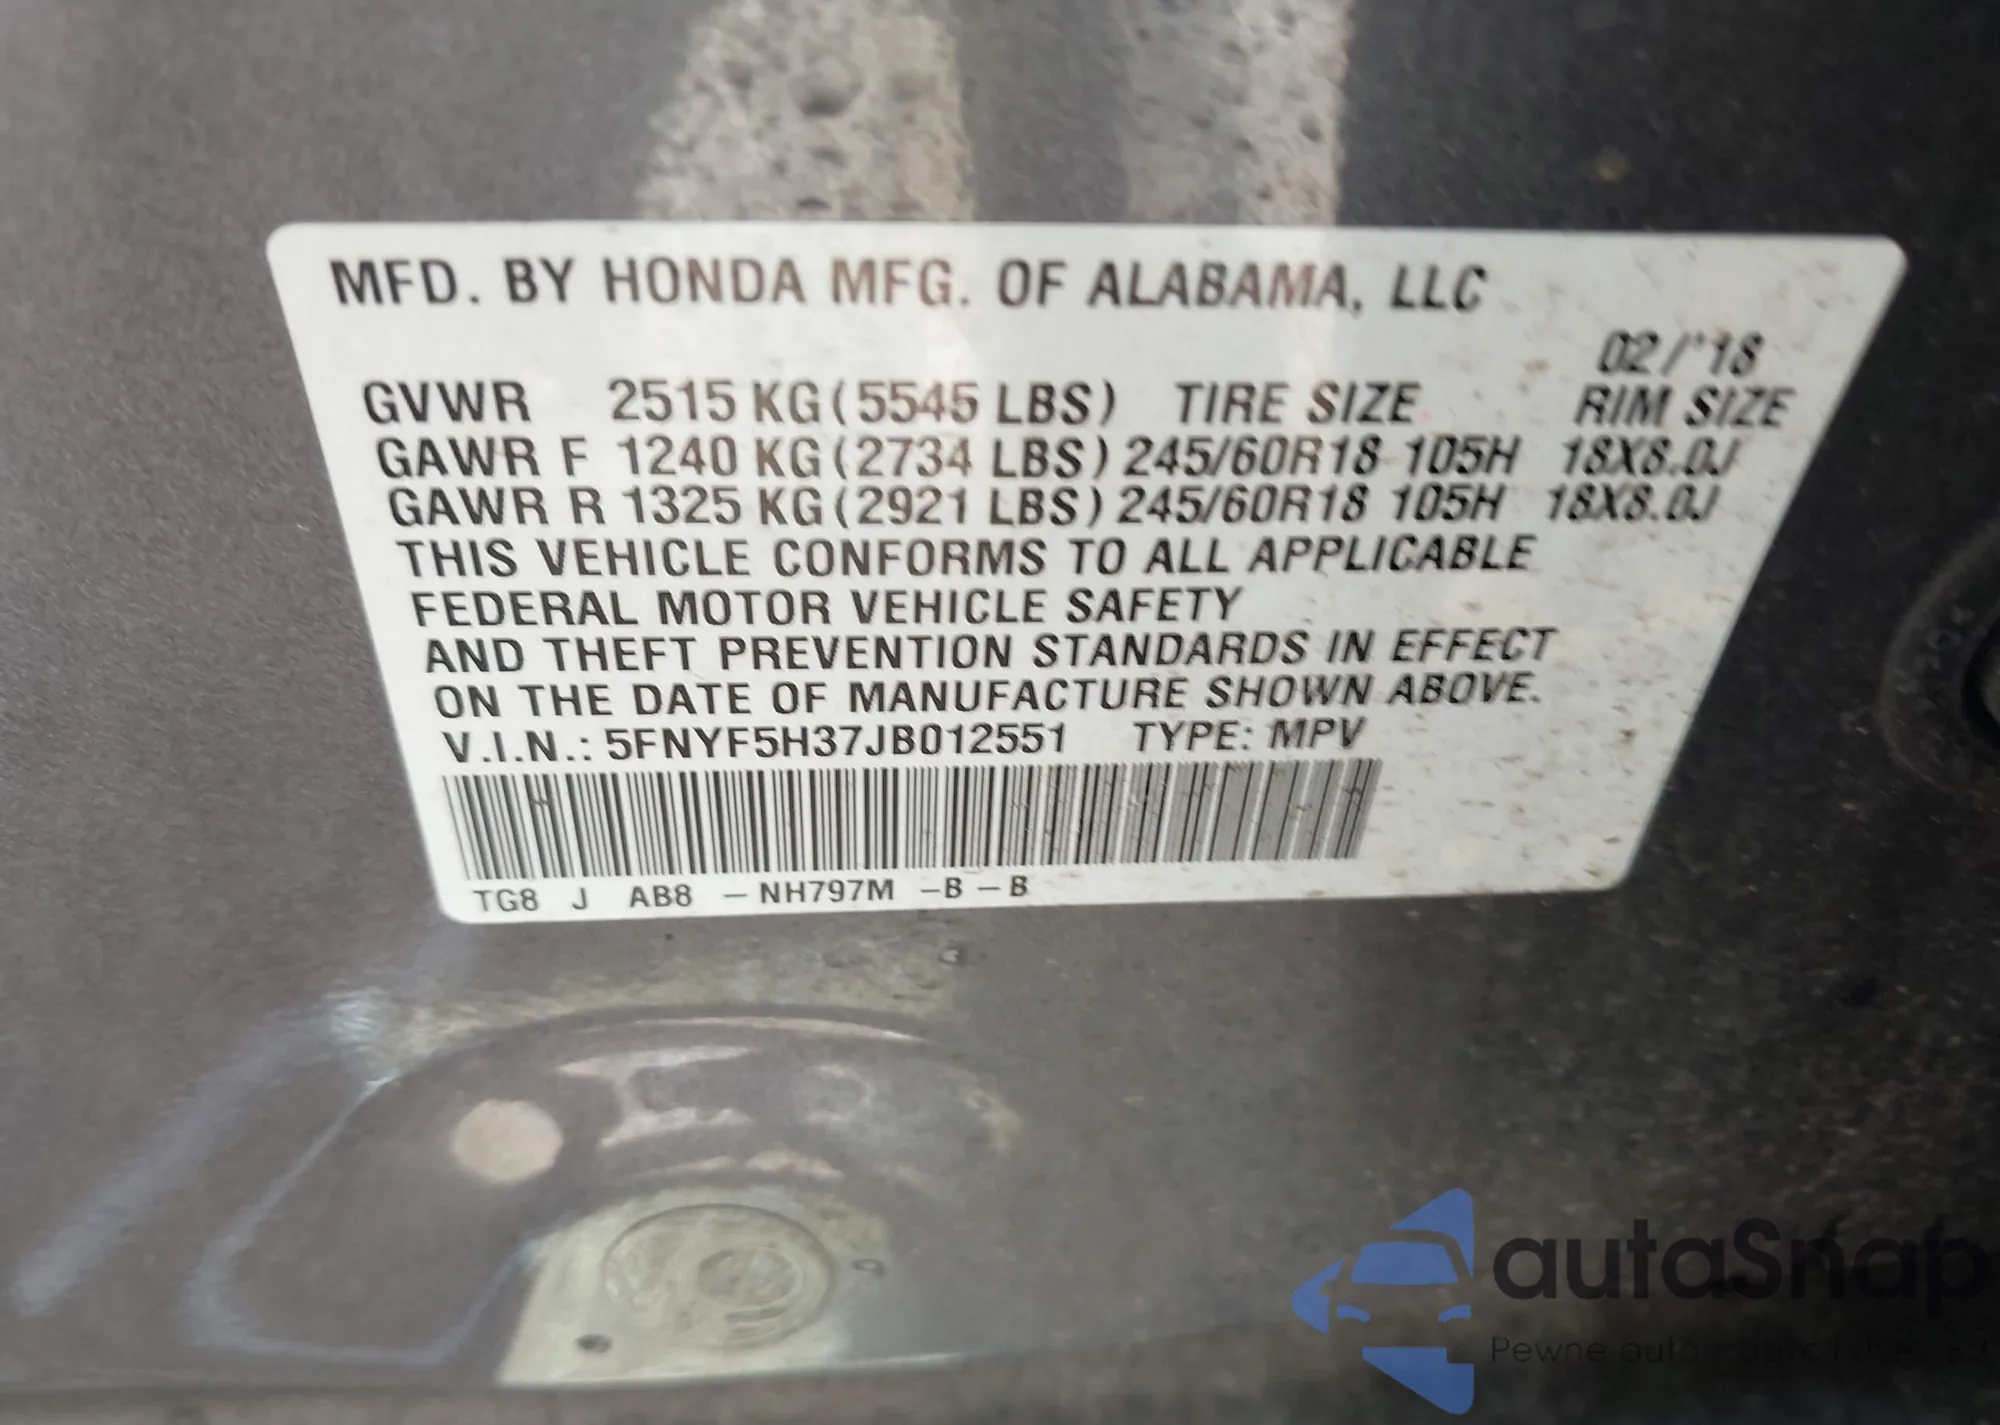 MFD. BY HONDA MFG. OF ALABAMA, LLC
02/'18
GVWR 2515 KG (5545 LBS) TIRE SIZE RIM SIZE
GAWR F 1240 KG (2734 LBS) 245/60R18 105H 18X8.0J
GAWR R 1325 KG (2921 LBS) 245/60R18 105H 18X8.0J
THIS VEHICLE CONFORMS TO ALL APPLICABLE
FEDERAL MOTOR VEHICLE SAFETY
AND THEFT PREVENTION STANDARDS IN EFFECT
ON THE DATE OF MANUFACTURE SHOWN ABOVE.
V.I.N.: 5FNYF5H37JB012551 TYPE: MPV
TG8 J AB8 – NH797M – B – B
autaSnap
Pewne auto z